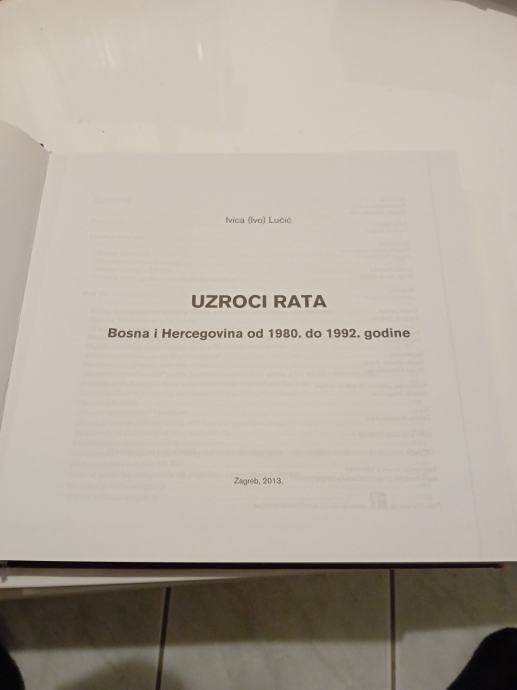 Ivica (Ivo) Lučić
UZROCI RATA
Bosna i Hercegovina od 1980. do 1992. godine
Zagreb, 2013.